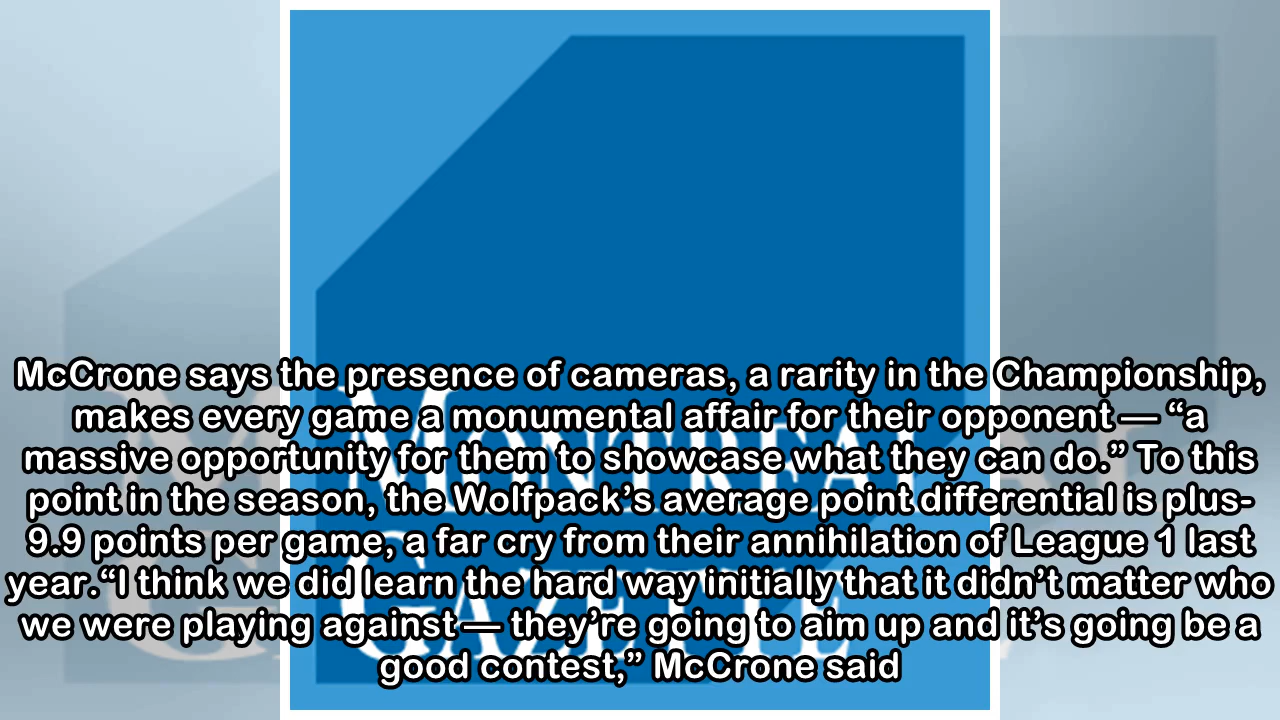 McCrone says the presence of cameras, a rarity in the Championship,
makes every game a monumental affair for their opponent — “a
massive opportunity for them to showcase what they can do.” To this
point in the season, the Wolfpack’s average point differential is plus-
9.9 points per game, a far cry from their annihilation of League 1 last
year.“I think we did learn the hard way initially that it didn’t matter who
we were playing against — they’re going to aim up and it’s going be a
good contest,” McCrone said
MONTREAL
GAZETTE